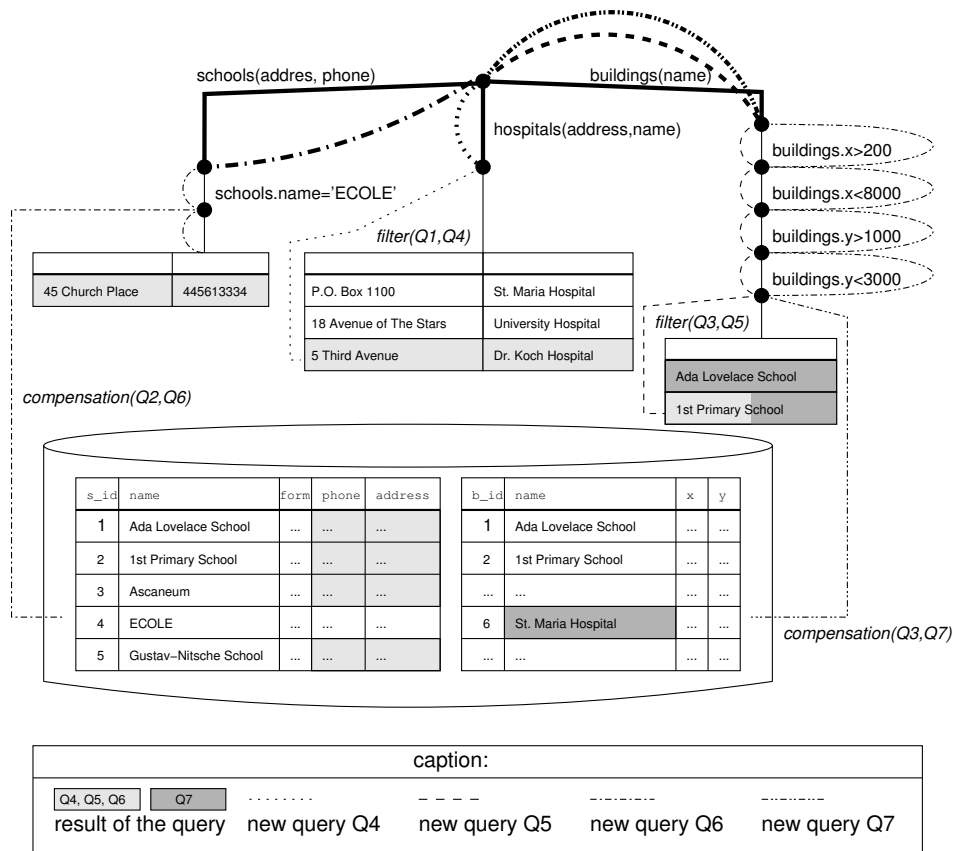 schools(addres, phone)
buildings(name)
hospitals(address,name)
buildings.x>200
schools.name='ECOLE'
buildings.x<8000
filter(Q1,Q4)
buildings.y>1000
buildings.y<3000
45 Church Place 445613334
P.O. Box 1100 St. Maria Hospital
18 Avenue of The Stars University Hospital
5 Third Avenue Dr. Koch Hospital
filter(Q3,Q5)
Ada Lovelace School
1st Primary School
compensation(Q2,Q6)
s_id name form phone address
1 Ada Lovelace School ... ... ...
2 1st Primary School ... ... ...
3 Ascaneum ... ... ...
4 ECOLE ... ... ...
5 Gustav–Nitsche School ... ... ...
b_id name x y
1 Ada Lovelace School ... ...
2 1st Primary School ... ...
... ... ... ...
6 St. Maria Hospital ... ...
... ... ... ...
compensation(Q3,Q7)
caption:
Q4, Q5, Q6 Q7
result of the query new query Q4 new query Q5 new query Q6 new query Q7